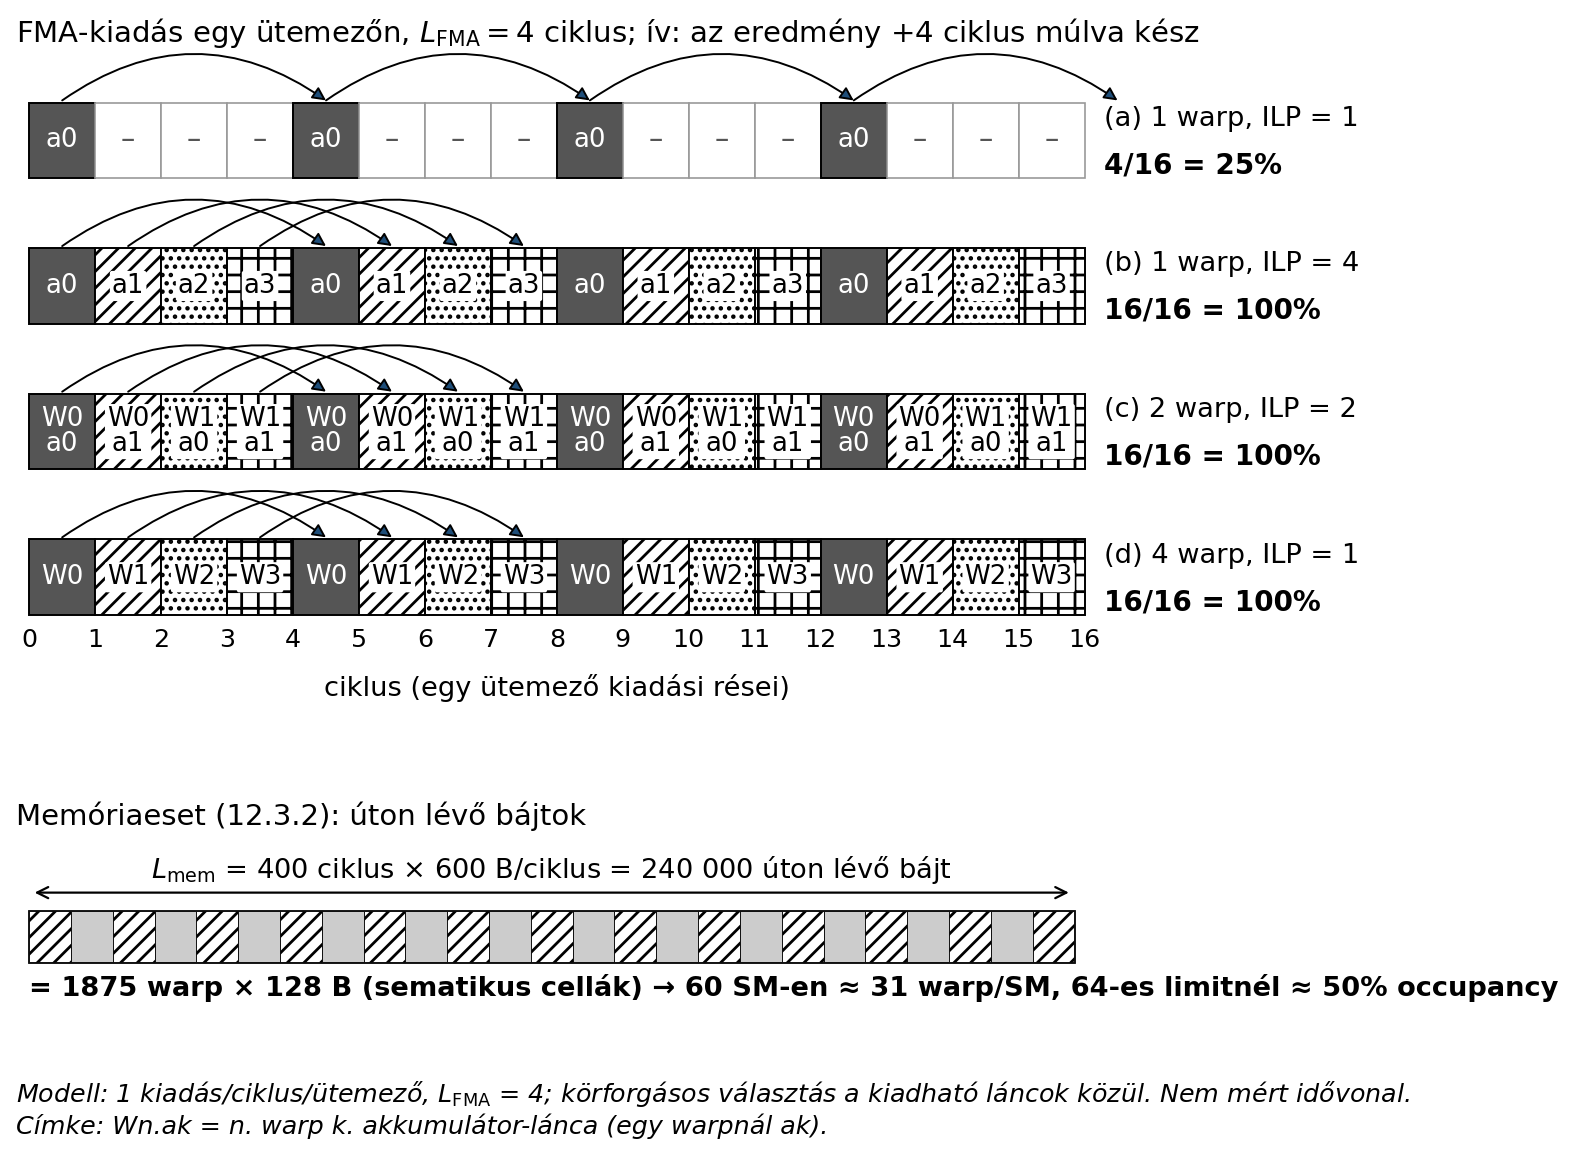 FMA-kiadás egy ütemezőn, L_FMA = 4 ciklus; ív: az eredmény +4 ciklus múlva kész
a0 – – – a0 – – – a0 – – – a0 – – –
(a) 1 warp, ILP = 1
4/16 = 25%
a0 a1 a2 a3 a0 a1 a2 a3 a0 a1 a2 a3 a0 a1 a2 a3
(b) 1 warp, ILP = 4
16/16 = 100%
W0 W0 W1 W1 W0 W0 W1 W1 W0 W0 W1 W1 W0 W0 W1 W1
a0 a1 a0 a1 a0 a1 a0 a1 a0 a1 a0 a1 a0 a1 a0 a1
(c) 2 warp, ILP = 2
16/16 = 100%
W0 W1 W2 W3 W0 W1 W2 W3 W0 W1 W2 W3 W0 W1 W2 W3
(d) 4 warp, ILP = 1
16/16 = 100%
0 1 2 3 4 5 6 7 8 9 10 11 12 13 14 15 16
ciklus (egy ütemező kiadási rései)
Memóriaeset (12.3.2): úton lévő bájtok
L_mem = 400 ciklus × 600 B/ciklus = 240 000 úton lévő bájt
= 1875 warp × 128 B (sematikus cellák) → 60 SM-en ≈ 31 warp/SM, 64-es limitnél ≈ 50% occupancy
Modell: 1 kiadás/ciklus/ütemező, L_FMA = 4; körforgásos választás a kiadható láncok közül. Nem mért idővonal.
Címke: Wn.ak = n. warp k. akkumulátor-lánca (egy warpnál ak).